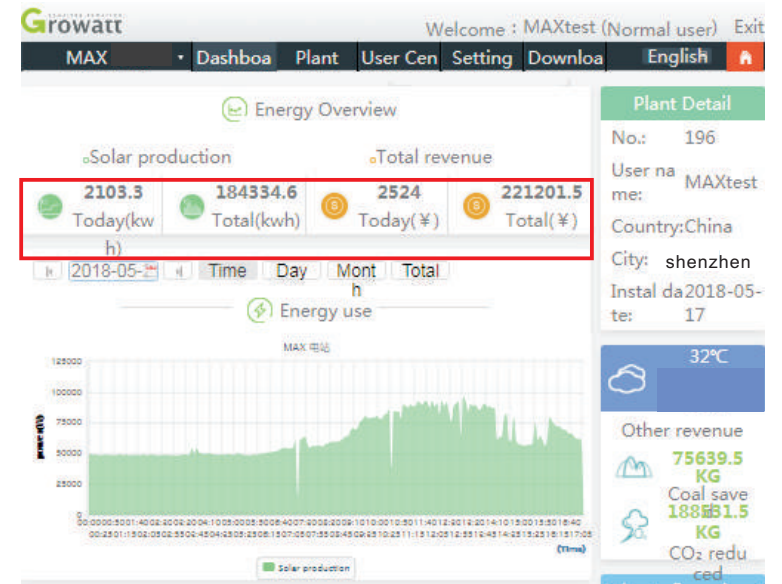 Growatt
Welcome : MAXtest (Normal user) Exit
MAX Dashboa Plant User Cen Setting Downloa English
Energy Overview
Solar production Total revenue
2103.3 184334.6 2524 221201.5
Today(kw Total(kwh) Today(¥) Total(¥)
h)
2018-05- Time Day Mont Total
h
Energy use
MAX 电站
125000
100000
75000
50000
25000
0
(Time)
Solar production
Plant Detail
No.: 196
User na
me: MAXtest
Country:China
City: shenzhen
Instal da2018-05-
te: 17
32℃
Other revenue
75639.5
KG
Coal save
d
188531.5
KG
CO₂ redu
ced